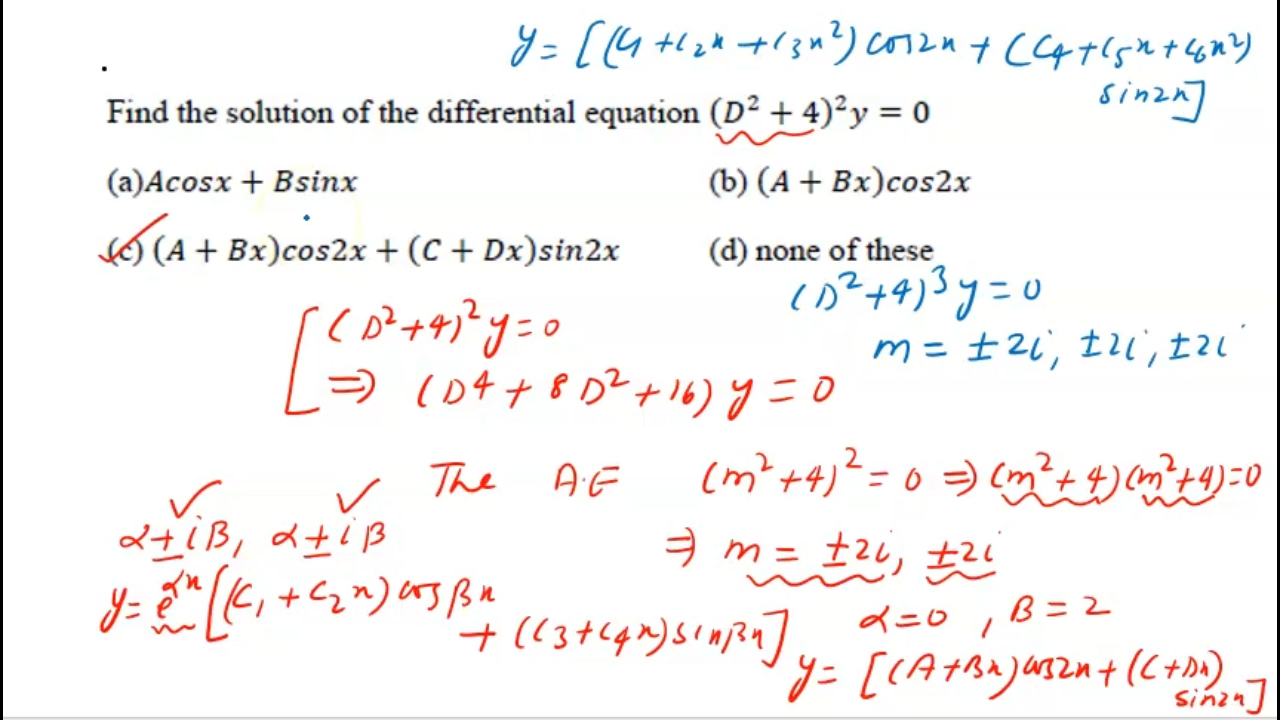 y = [(C1 + C2x + C3x²) cos2x + (C4 + C5x + C6x²)
sin2x]
Find the solution of the differential equation (D² + 4)²y = 0
(a)Acosx + Bsinx
(b) (A + Bx)cos2x
(c) (A + Bx)cos2x + (C + Dx)sin2x
(d) none of these
(D²+4)³y = 0
m = ±2i, ±2i, ±2i
(D²+4)²y=0
⇒ (D4 + 8D² + 16) y = 0
The A.E (m²+4)² = 0 ⇒ (m²+4)(m²+4)=0
α±iβ, α±iβ
⇒ m = ±2i, ±2i
y= e^αx [(C1 + C2x) cosβx
+ (C3+C4x)sinβx]
α=0 , B = 2
y= [(A+Bx)cos2x + (C+Dx)
sin2x]